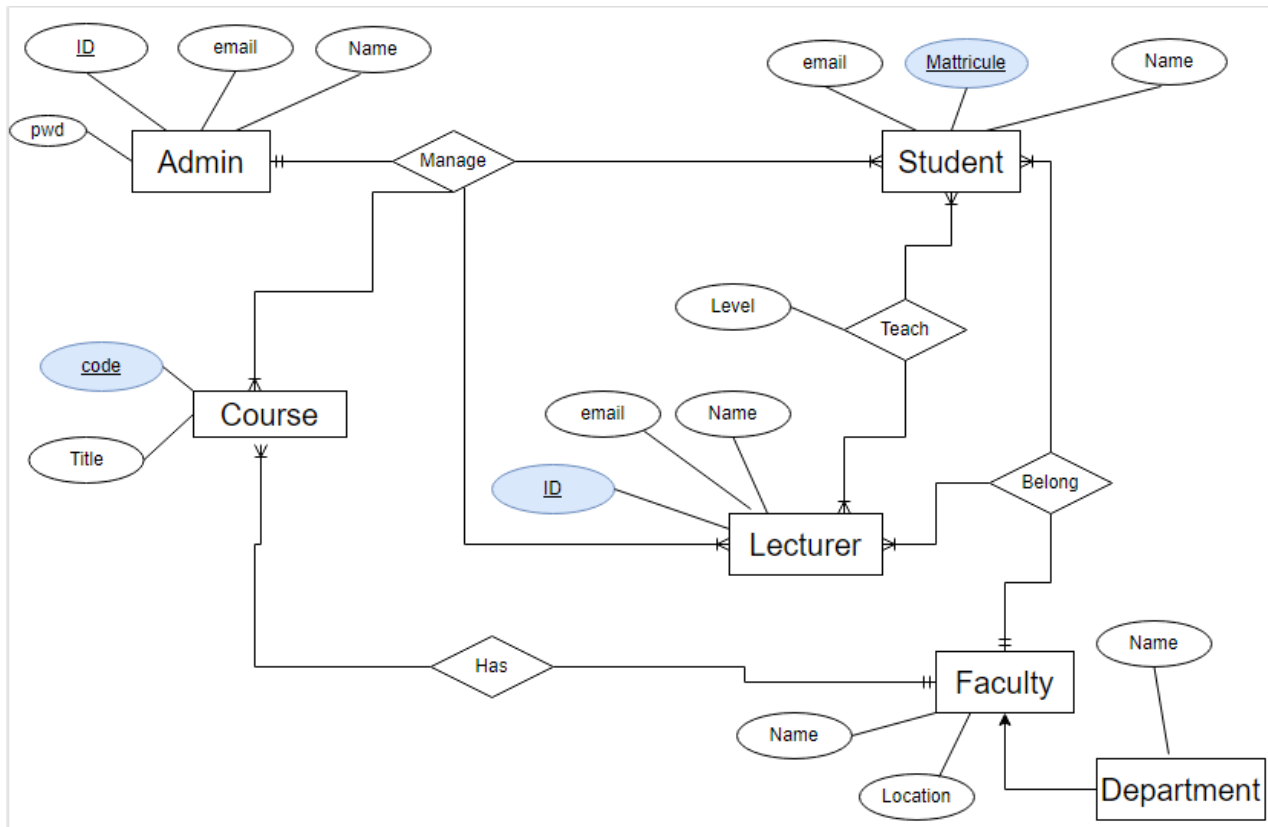 ID
email
Name
email
Mattricule
Name
pwd
Admin
Manage
Student
Level
Teach
code
Course
email
Name
Title
ID
Belong
Lecturer
Has
Name
Faculty
Name
Location
Department